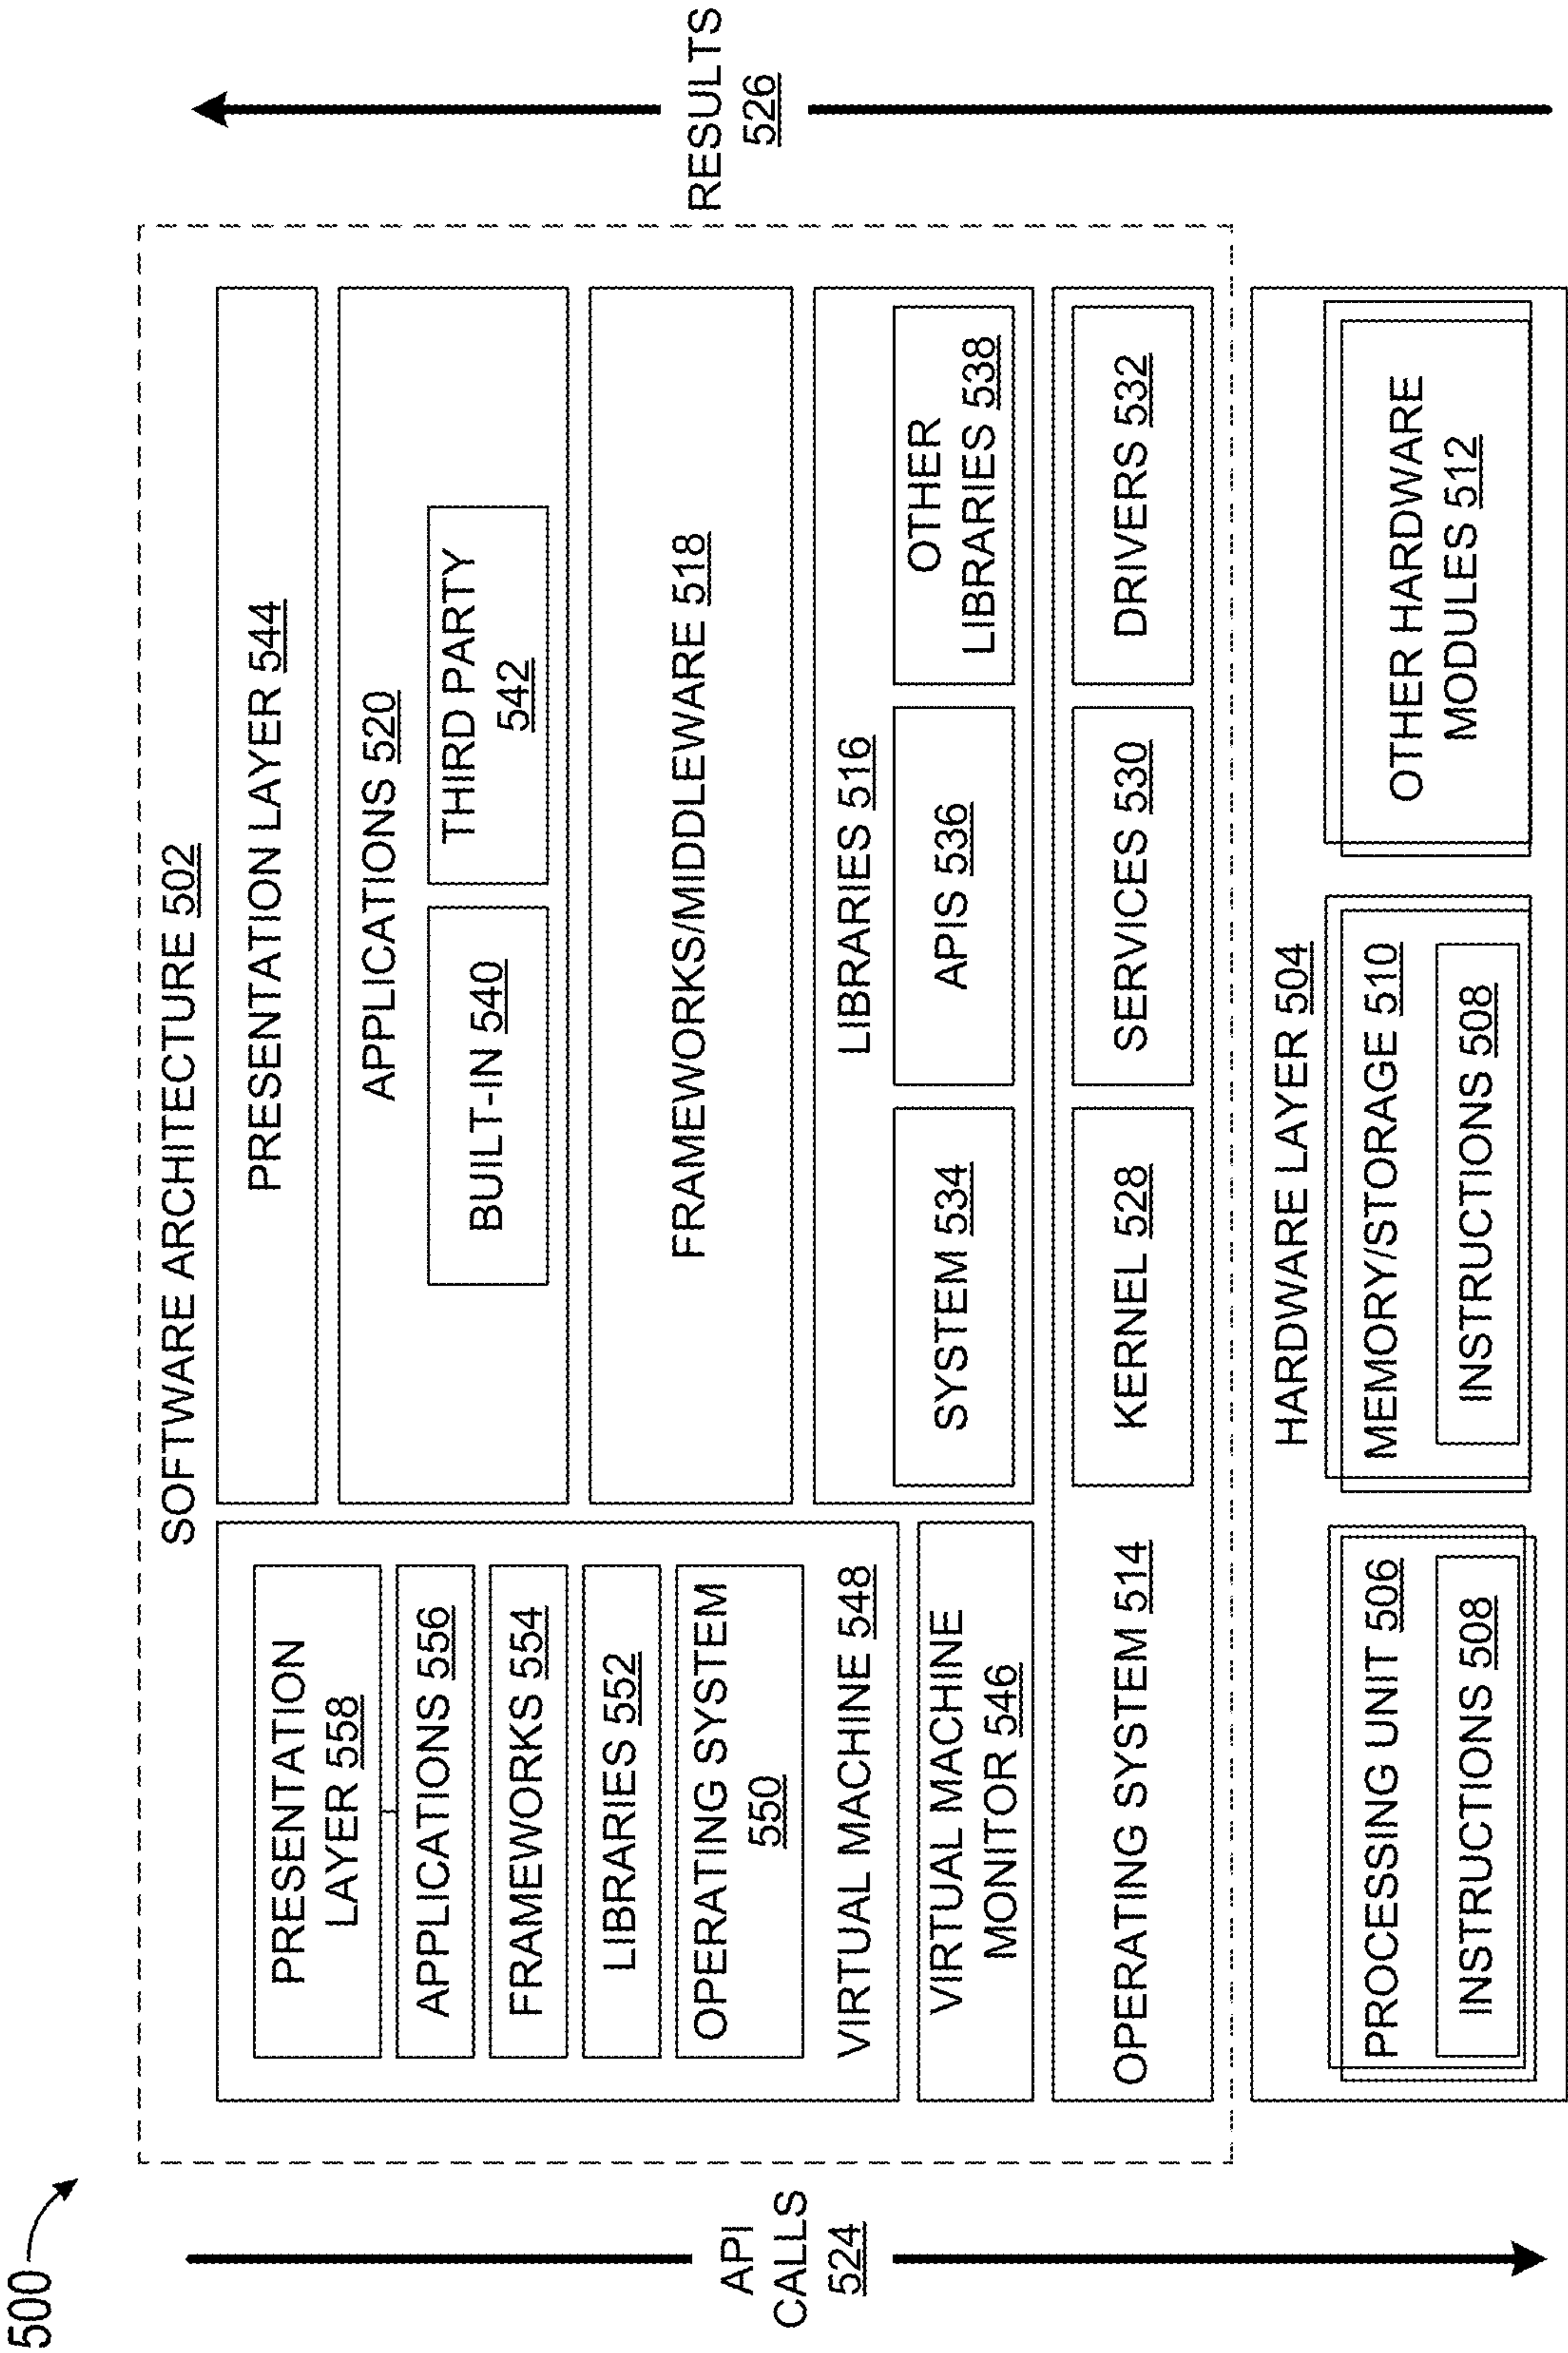 500
SOFTWARE ARCHITECTURE 502
PRESENTATION
LAYER 558
APPLICATIONS 556
FRAMEWORKS 554
LIBRARIES 552
OPERATING SYSTEM
550
VIRTUAL MACHINE 548
VIRTUAL MACHINE
MONITOR 546
PRESENTATION LAYER 544
APPLICATIONS 520
BUILT-IN 540
THIRD PARTY
542
FRAMEWORKS/MIDDLEWARE 518
LIBRARIES 516
SYSTEM 534
APIS 536
OTHER
LIBRARIES 538
OPERATING SYSTEM 514
KERNEL 528
SERVICES 530
DRIVERS 532
HARDWARE LAYER 504
PROCESSING UNIT 506
INSTRUCTIONS 508
MEMORY/STORAGE 510
INSTRUCTIONS 508
OTHER HARDWARE
MODULES 512
API
CALLS
524
RESULTS
526